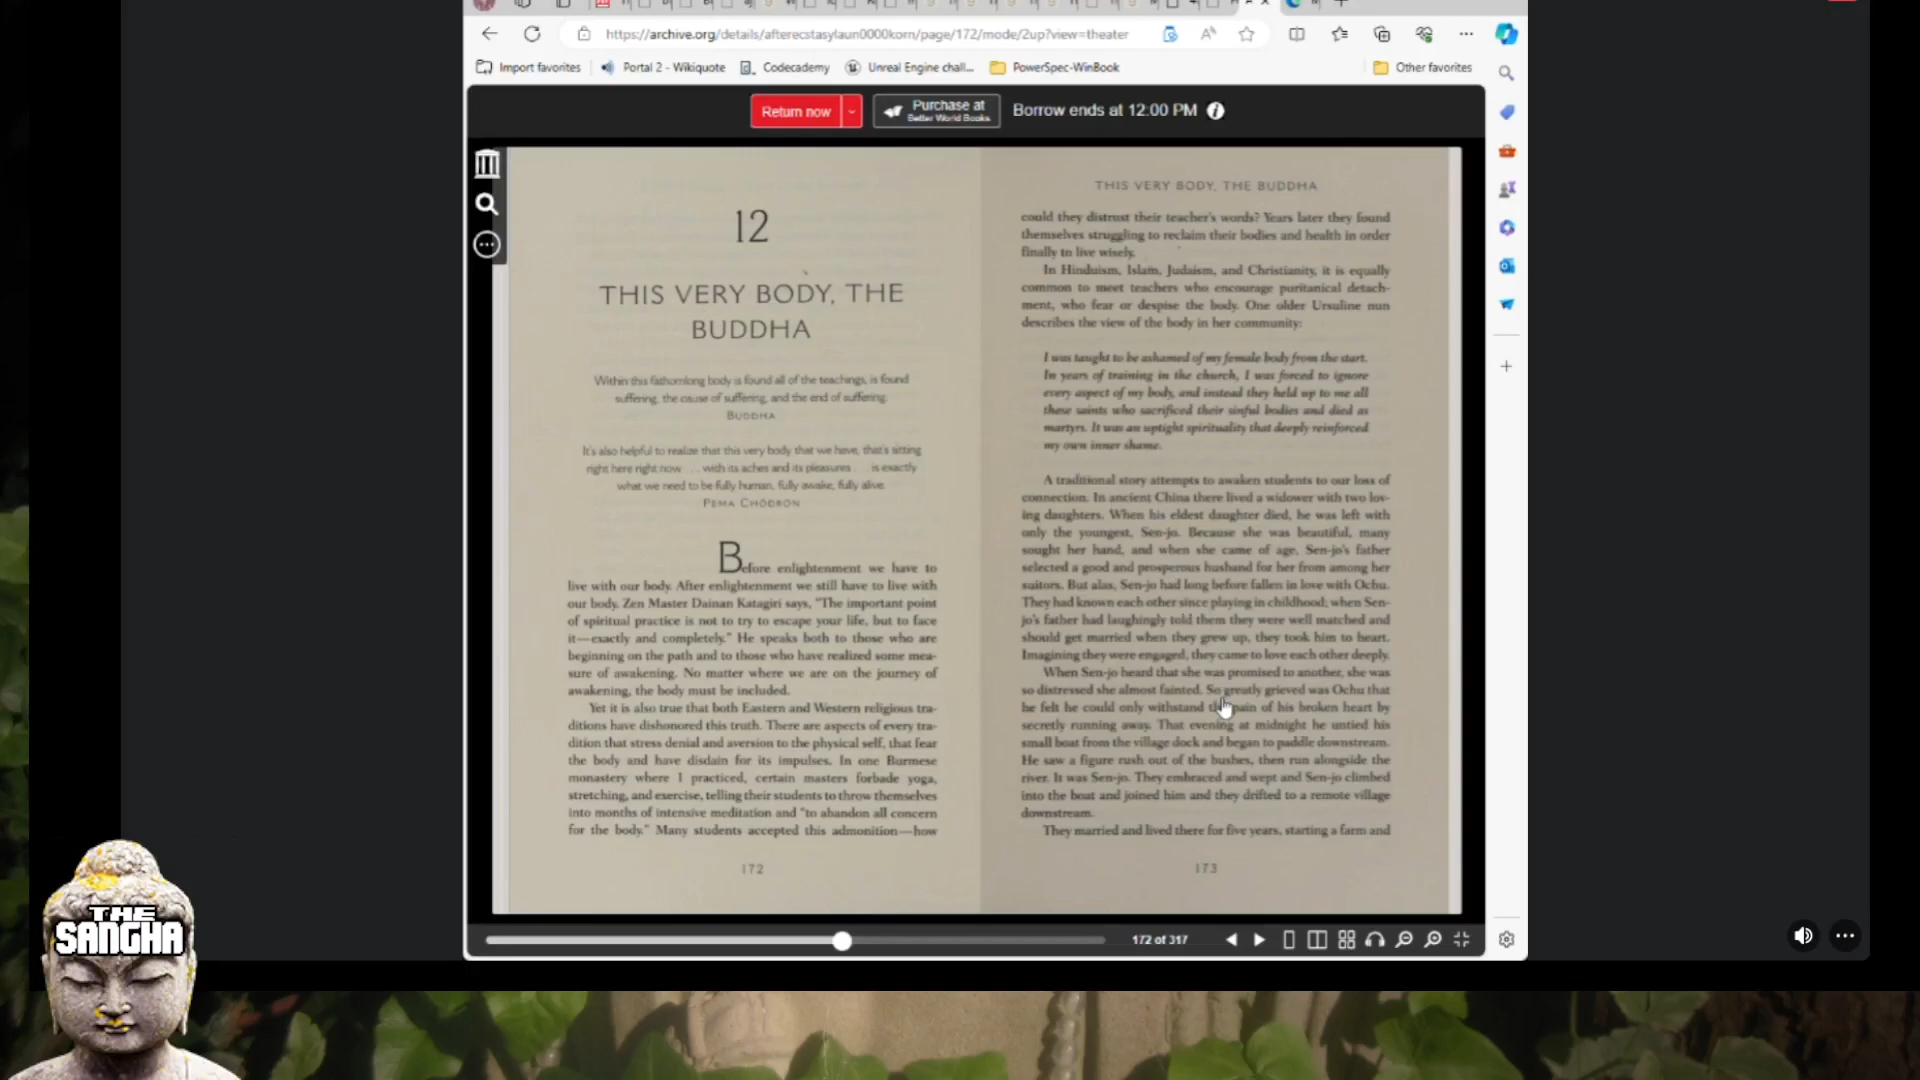 https://archive.org/details/afterecstasylaun0000korn/page/172/mode/2up?view=theater
Import favorites
Portal 2 - Wikiquote
Codecademy
Unreal Engine chall...
PowerSpec-WinBook
Other favorites
Return now
Purchase at
Better World Books
Borrow ends at 12:00 PM
12
THIS VERY BODY, THE
BUDDHA
Within this fathomlong body is found all of the teachings, is found
suffering, the cause of suffering, and the end of suffering.
BUDDHA
It's also helpful to realize that this very body that we have, that's sitting
right here right now . . . with its aches and its pleasures . . . is exactly
what we need to be fully human, fully awake, fully alive.
PEMA CHÖDRÖN
Before enlightenment we have to
live with our body. After enlightenment we still have to live with
our body. Zen Master Dainan Katagiri says, "The important point
of spiritual practice is not to try to escape your life, but to face
it—exactly and completely." He speaks both to those who are
beginning on the path and to those who have realized some mea-
sure of awakening. No matter where we are on the journey of
awakening, the body must be included.
Yet it is also true that both Eastern and Western religious tra-
ditions have dishonored this truth. There are aspects of every tra-
dition that stress denial and aversion to the physical self, that fear
the body and have disdain for its impulses. In one Burmese
monastery where I practiced, certain masters forbade yoga,
stretching, and exercise, telling their students to throw themselves
into months of intensive meditation and "to abandon all concern
for the body." Many students accepted this admonition—how
172
THIS VERY BODY, THE BUDDHA
could they distrust their teacher's words? Years later they found
themselves struggling to reclaim their bodies and health in order
finally to live wisely.
In Hinduism, Islam, Judaism, and Christianity, it is equally
common to meet teachers who encourage puritanical detach-
ment, who fear or despise the body. One older Ursuline nun
describes the view of the body in her community:
I was taught to be ashamed of my female body from the start.
In years of training in the church, I was forced to ignore
every aspect of my body, and instead they held up to me all
these saints who sacrificed their sinful bodies and died as
martyrs. It was an uptight spirituality that deeply reinforced
my own inner shame.
A traditional story attempts to awaken students to our loss of
connection. In ancient China there lived a widower with two lov-
ing daughters. When his eldest daughter died, he was left with
only the youngest, Sen-jo. Because she was beautiful, many
sought her hand, and when she came of age, Sen-jo's father
selected a good and prosperous husband for her from among her
suitors. But alas, Sen-jo had long before fallen in love with Ochu.
They had known each other since playing in childhood; when Sen-
jo's father had laughingly told them they were well matched and
should get married when they grew up, they took him to heart.
Imagining they were engaged, they came to love each other deeply.
When Sen-jo heard that she was promised to another, she was
so distressed she almost fainted. So greatly grieved was Ochu that
he felt he could only withstand the pain of his broken heart by
secretly running away. That evening at midnight he untied his
small boat from the village dock and began to paddle downstream.
He saw a figure rush out of the bushes, then run alongside the
river. It was Sen-jo. They embraced and wept and Sen-jo climbed
into the boat and joined him and they drifted to a remote village
downstream.
They married and lived there for five years, starting a farm and
173
172 of 317
THE
SANGHA